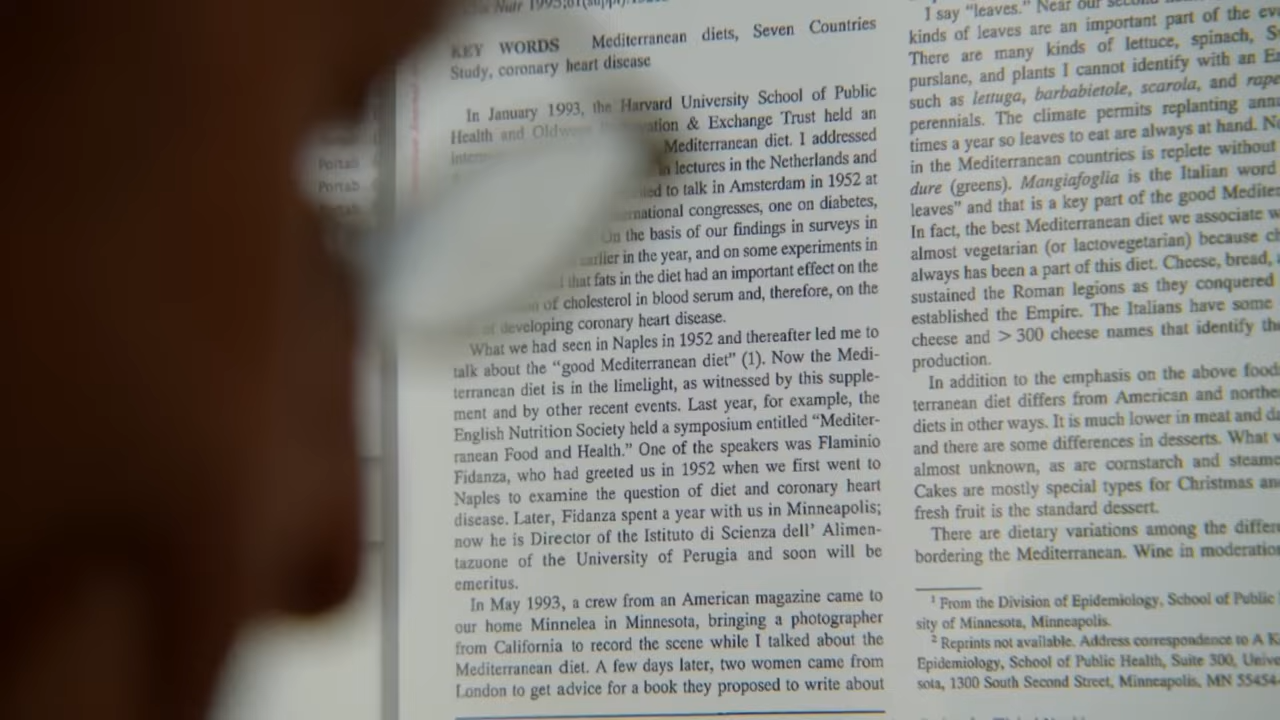 Nutr 1995;61(suppl):
KEY WORDS Mediterranean diets, Seven Countries
Study, coronary heart disease
In January 1993, the Harvard University School of Public
Health and & Exchange Trust held an
Mediterranean diet. I addressed
in lectures in the Netherlands and
to talk in Amsterdam in 1952 at
congresses, one on diabetes,
On the basis of our findings in surveys in
earlier in the year, and on some experiments in
that fats in the diet had an important effect on the
of cholesterol in blood serum and, therefore, on the
of developing coronary heart disease.
What we had seen in Naples in 1952 and thereafter led me to
talk about the “good Mediterranean diet” (1). Now the Medi-
terranean diet is in the limelight, as witnessed by this supple-
ment and by other recent events. Last year, for example, the
English Nutrition Society held a symposium entitled “Mediter-
ranean Food and Health.” One of the speakers was Flaminio
Fidanza, who had greeted us in 1952 when we first went to
Naples to examine the question of diet and coronary heart
disease. Later, Fidanza spent a year with us in Minneapolis;
now he is Director of the Istituto di Scienza dell’ Alimen-
tazuone of the University of Perugia and soon will be
emeritus.
In May 1993, a crew from an American magazine came to
our home Minnelea in Minnesota, bringing a photographer
from California to record the scene while I talked about the
Mediterranean diet. A few days later, two women came from
London to get advice for a book they proposed to write about
I say “leaves.” Near our second
kinds of leaves are an important part of the
There are many kinds of lettuce, spinach,
purslane, and plants I cannot identify with an
such as lettuga, barbabietole, scarola, and
perennials. The climate permits replanting
times a year so leaves to eat are always at hand.
in the Mediterranean countries is replete without
dure (greens). Mangiafoglia is the Italian word
leaves” and that is a key part of the good
In fact, the best Mediterranean diet we associate
almost vegetarian (or lactovegetarian) because
always has been a part of this diet. Cheese, bread,
sustained the Roman legions as they conquered
established the Empire. The Italians have some
cheese and > 300 cheese names that identify
production.
In addition to the emphasis on the above
terranean diet differs from American and
diets in other ways. It is much lower in meat and
and there are some differences in desserts. What
almost unknown, as are cornstarch and
Cakes are mostly special types for Christmas
fresh fruit is the standard dessert.
There are dietary variations among the
bordering the Mediterranean. Wine in
1 From the Division of Epidemiology, School of Public
sity of Minnesota, Minneapolis.
2 Reprints not available. Address correspondence to A
Epidemiology, School of Public Health, Suite 300,
sota, 1300 South Second Street, Minneapolis, MN
Portab
Portab